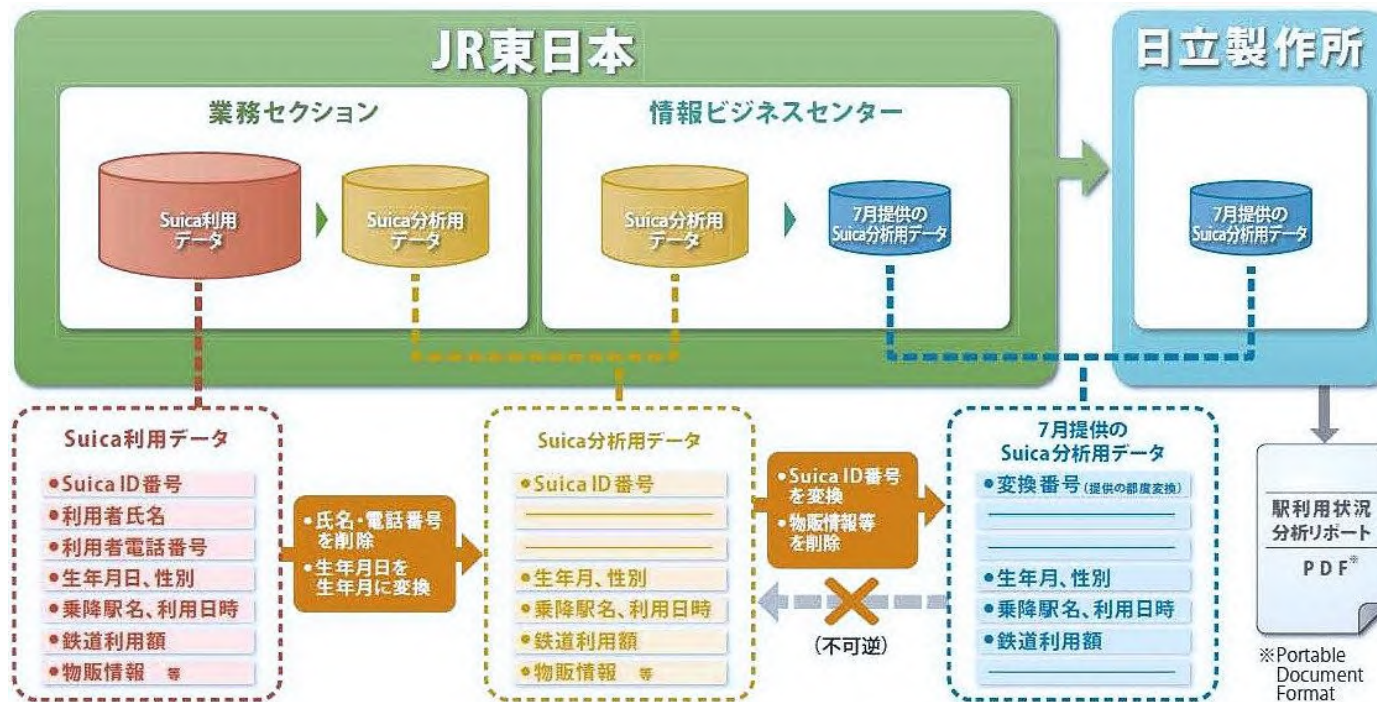 JR東日本
日立製作所
業務セクション
情報ビジネスセンター
Suica利用
データ
Suica分析用
データ
Suica分析用
データ
7月提供の
Suica分析用データ
7月提供の
Suica分析用データ
Suica利用データ
•Suica ID番号
•利用者氏名
•利用者電話番号
•生年月日、性別
•乗降駅名、利用日時
•鉄道利用額
•物販情報 等
•氏名・電話番号
を削除
•生年月日を
生年月に変換
Suica分析用データ
•Suica ID番号
•生年月、性別
•乗降駅名、利用日時
•鉄道利用額
•物販情報 等
•Suica ID番号
を変換
•物販情報等
を削除
(不可逆)
7月提供の
Suica分析用データ
•変換番号(提供の都度変換)
•生年月、性別
•乗降駅名、利用日時
•鉄道利用額
駅利用状況
分析リポート
PDF※
※Portable
Document
Format